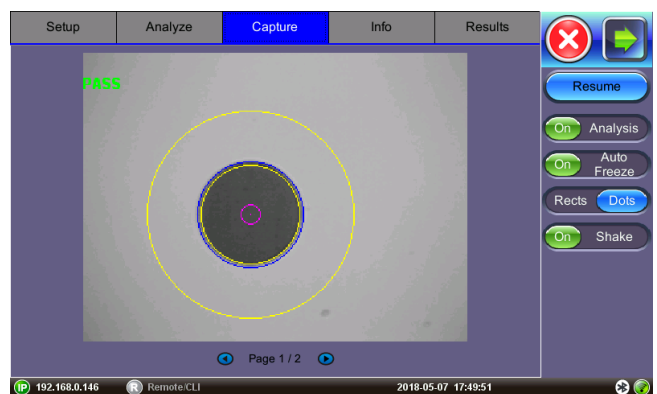 Setup Analyze Capture Info Results
PASS
Resume
On Analysis
On Auto Freeze
Rects Dots
On Shake
Page 1 / 2
IP 192.168.0.146 R Remote/CLI 2018-05-07 17:49:51